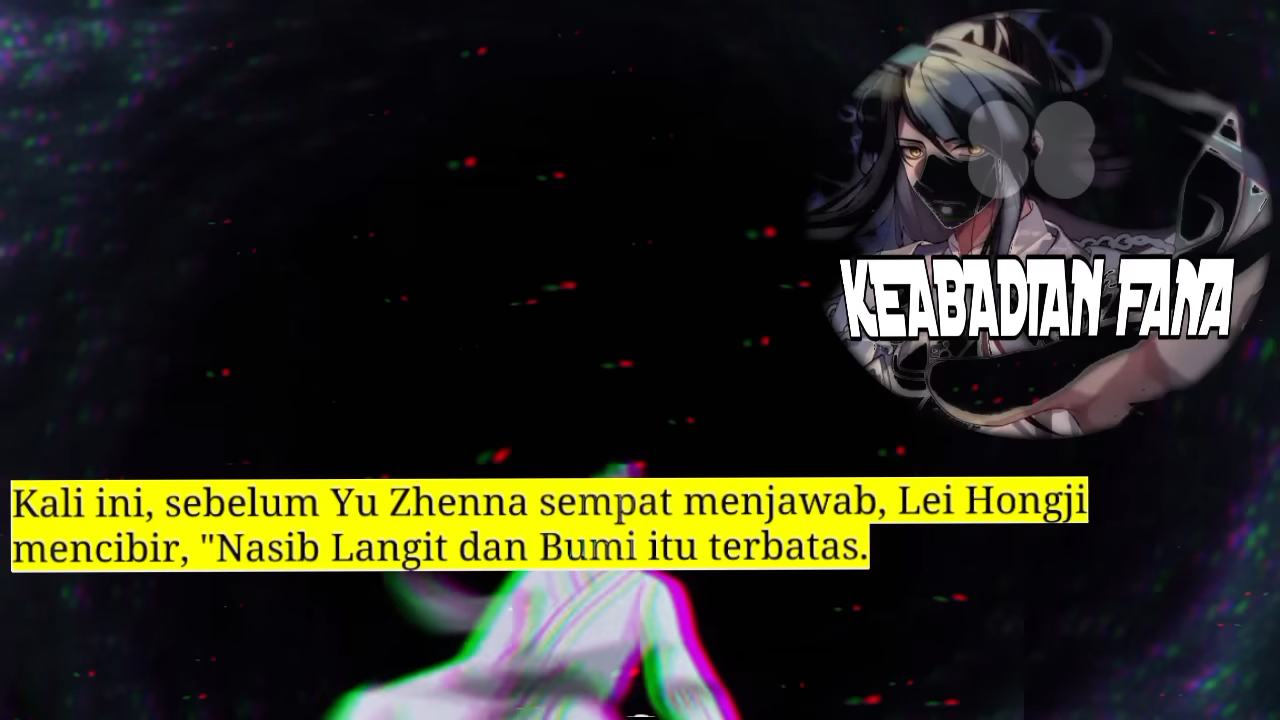 KEABADIAN FANA
Kali ini, sebelum Yu Zhenna sempat menjawab, Lei Hongji
mencibir, "Nasib Langit dan Bumi itu terbatas.